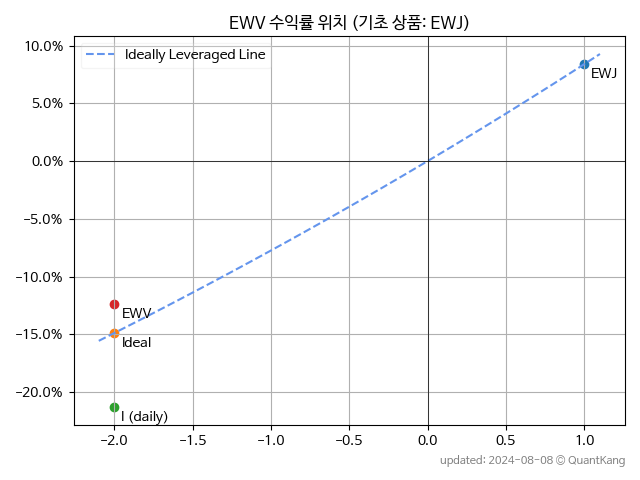 EWV 수익률 위치 (기초 상품: EWJ)
10.0%
5.0%
0.0%
−5.0%
−10.0%
−15.0%
−20.0%
Ideally Leveraged Line
EWJ
EWV
Ideal
I (daily)
−2.0
−1.5
−1.0
−0.5
0.0
0.5
1.0
updated: 2024-08-08 © QuantKang